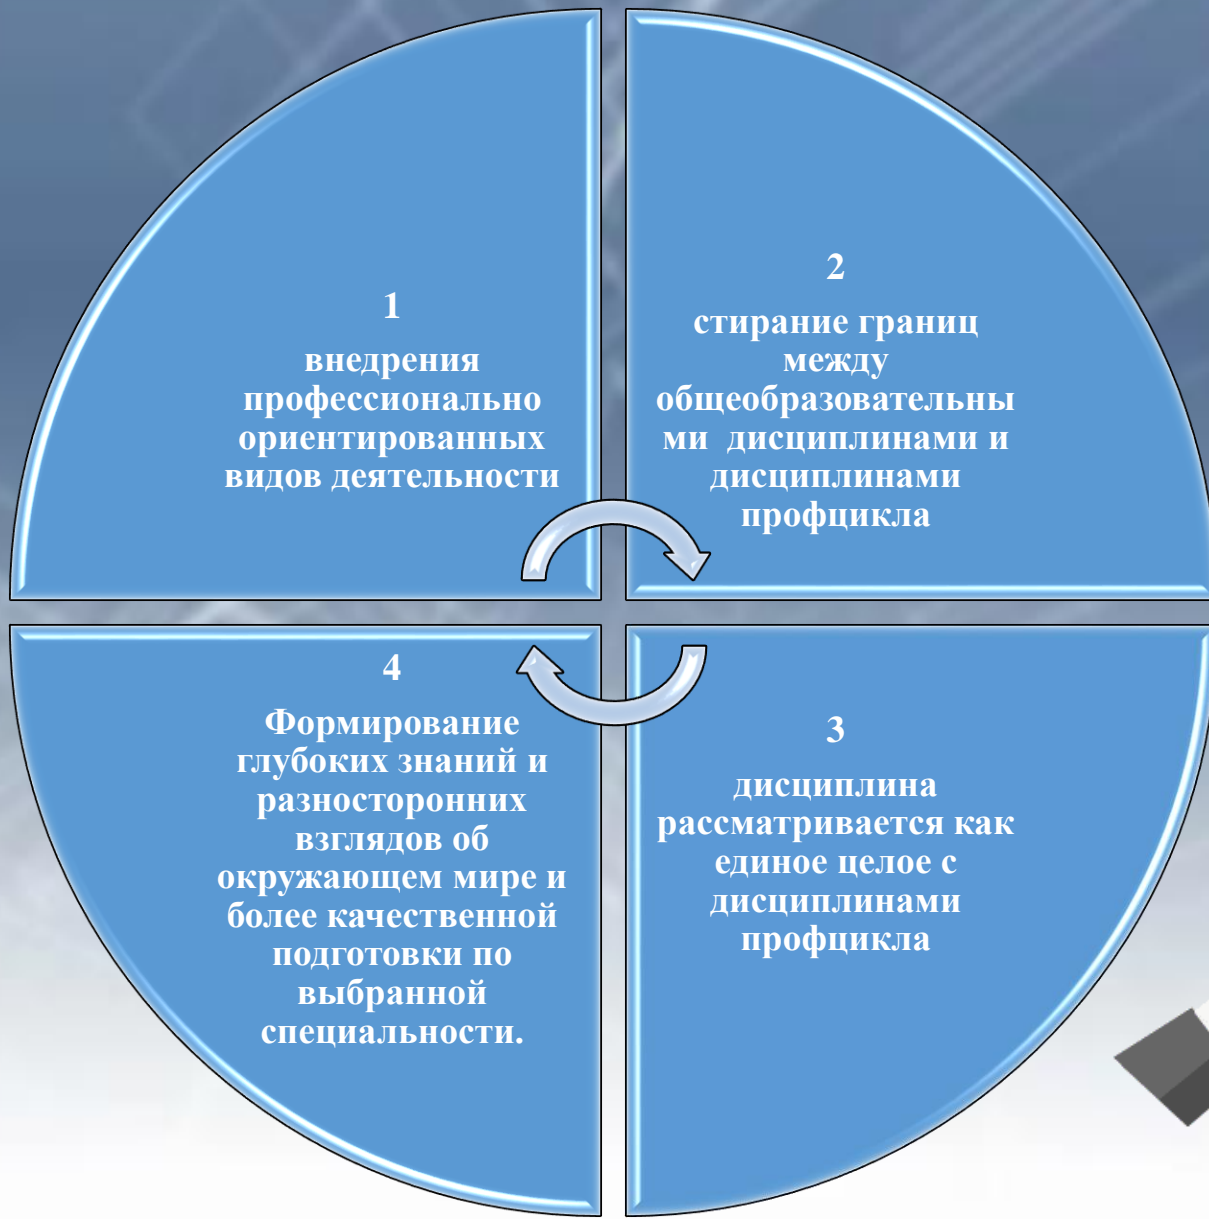 1
внедрения
профессионально
ориентированных
видов деятельности
2
стирание границ
между
общеобразовательны
ми дисциплинами и
дисциплинами
профцикла
3
дисциплина
рассматривается как
единое целое с
дисциплинами
профцикла
4
Формирование
глубоких знаний и
разносторонних
взглядов об
окружающем мире и
более качественной
подготовки по
выбранной
специальности.